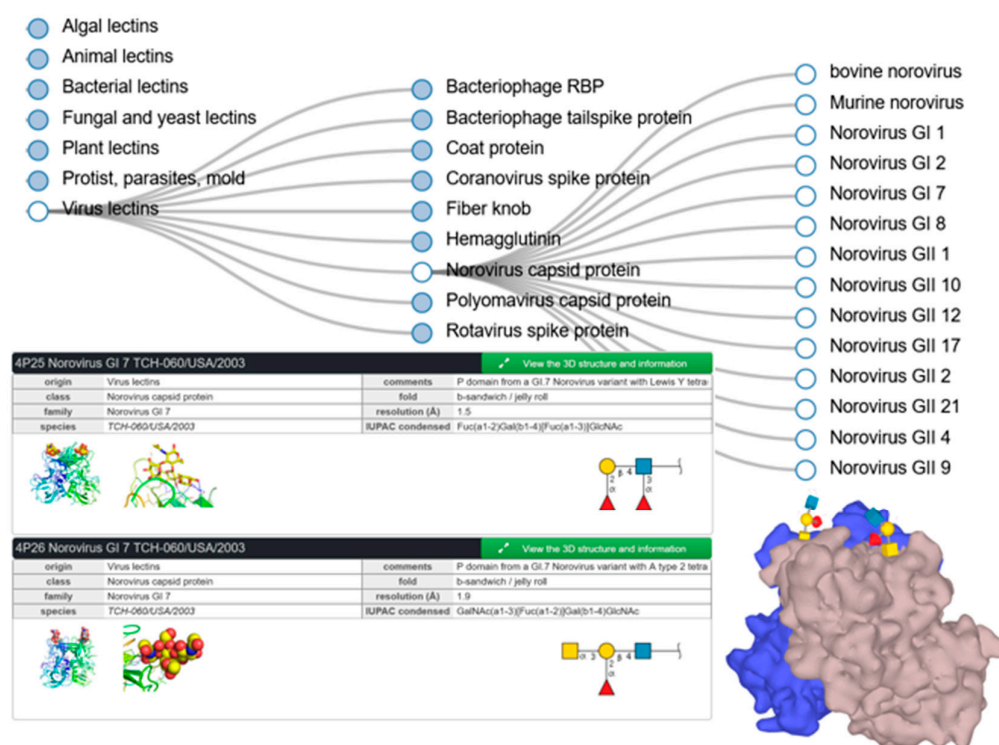 Algal lectins
Animal lectins
Bacterial lectins
Fungal and yeast lectins
Plant lectins
Protist, parasites, mold
Virus lectins
Bacteriophage RBP
Bacteriophage tailspike protein
Coat protein
Coranovirus spike protein
Fiber knob
Hemagglutinin
Norovirus capsid protein
Polyomavirus capsid protein
Rotavirus spike protein
bovine norovirus
Murine norovirus
Norovirus GI 1
Norovirus GI 2
Norovirus GI 7
Norovirus GI 8
Norovirus GII 1
Norovirus GII 10
Norovirus GII 12
Norovirus GII 17
Norovirus GII 2
Norovirus GII 21
Norovirus GII 4
Norovirus GII 9
4P25 Norovirus GI 7 TCH-060/USA/2003 View the 3D structure and information
origin Virus lectins comments P domain from a GI.7 Norovirus variant with Lewis Y tetra
class Norovirus capsid protein fold b-sandwich / jelly roll
family Norovirus GI 7 resolution (Å) 1.5
species TCH-060/USA/2003 IUPAC condensed Fuc(a1-2)Gal(b1-4)[Fuc(a1-3)]GlcNAc
β 4
2 3
α α
4P26 Norovirus GI 7 TCH-060/USA/2003 View the 3D structure and information
origin Virus lectins comments P domain from a GI.7 Norovirus variant with A type 2 tetra
class Norovirus capsid protein fold b-sandwich / jelly roll
family Norovirus GI 7 resolution (Å) 1.9
species TCH-060/USA/2003 IUPAC condensed GalNAc(a1-3)[Fuc(a1-2)]Gal(b1-4)GlcNAc
α 3 β 4
2
α